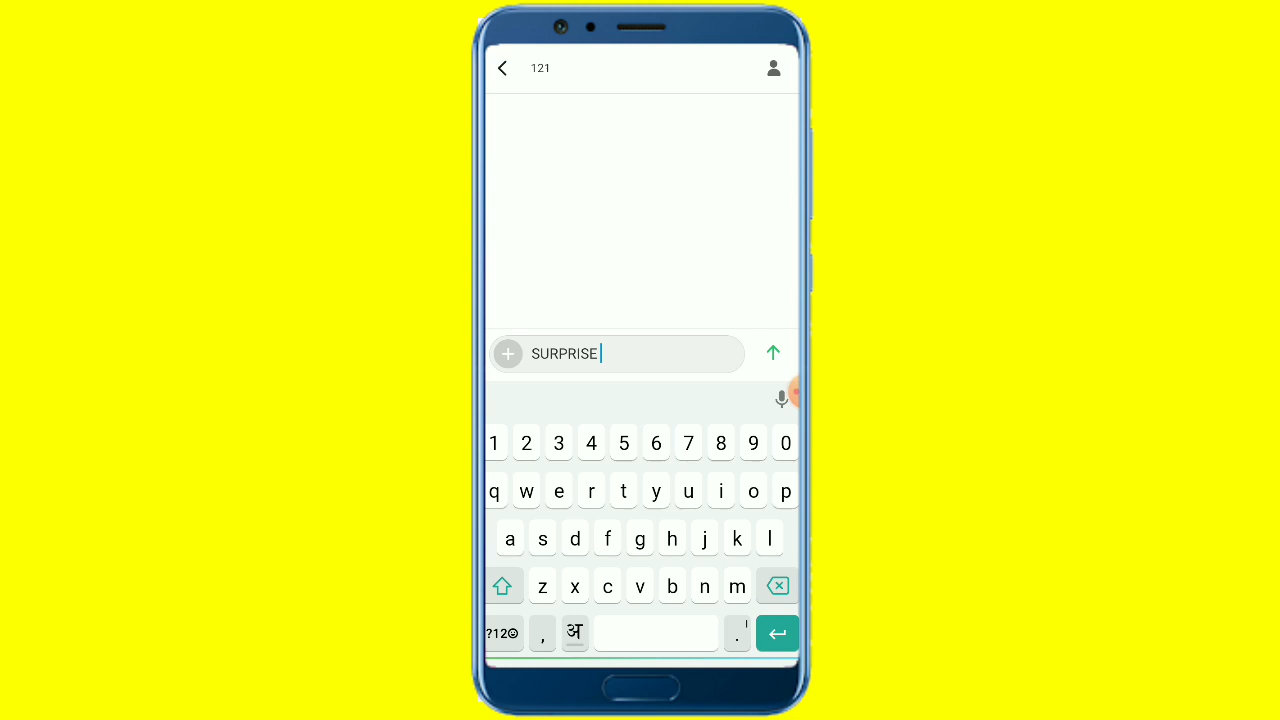 121
SURPRISE
1 2 3 4 5 6 7 8 9 0
q w e r t y u i o p
a s d f g h j k l
z x c v b n m
?12☺ , अ .